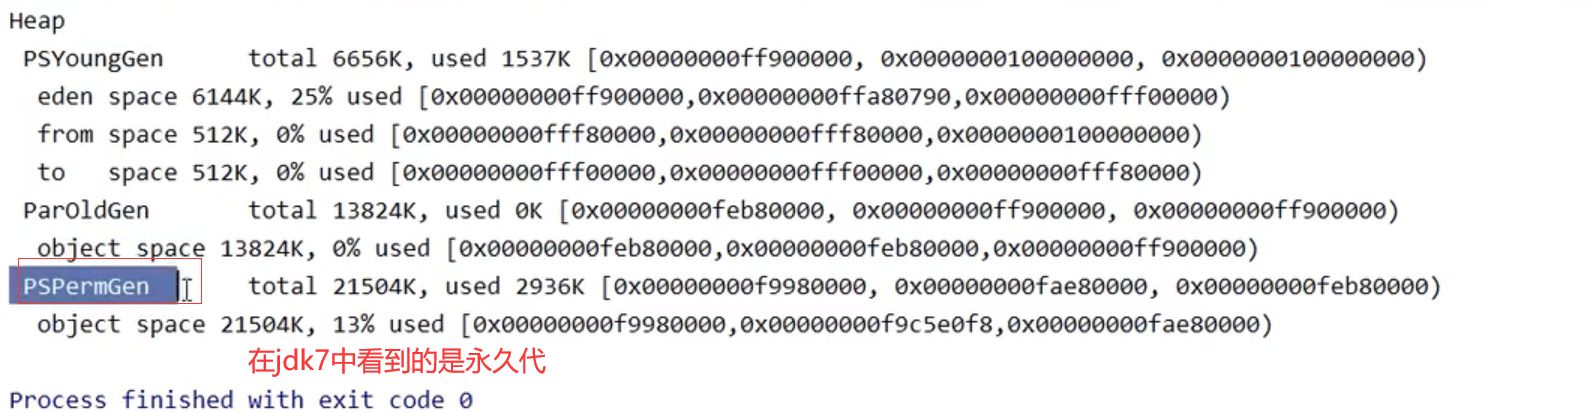 Heap
PSYoungGen total 6656K, used 1537K [0x00000000ff900000, 0x0000000100000000, 0x0000000100000000)
eden space 6144K, 25% used [0x00000000ff900000,0x00000000ffa80790,0x00000000fff00000)
from space 512K, 0% used [0x00000000fff80000,0x00000000fff80000,0x0000000100000000)
to space 512K, 0% used [0x00000000fff00000,0x00000000fff00000,0x00000000fff80000)
ParOldGen total 13824K, used 0K [0x00000000feb80000, 0x00000000ff900000, 0x00000000ff900000)
object space 13824K, 0% used [0x00000000feb80000,0x00000000feb80000,0x00000000ff900000)
PSPermGen total 21504K, used 2936K [0x00000000f9980000, 0x00000000fae80000, 0x00000000feb80000)
object space 21504K, 13% used [0x00000000f9980000,0x00000000f9c5e0f8,0x00000000fae80000)
在jdk7中看到的是永久代
Process finished with exit code 0